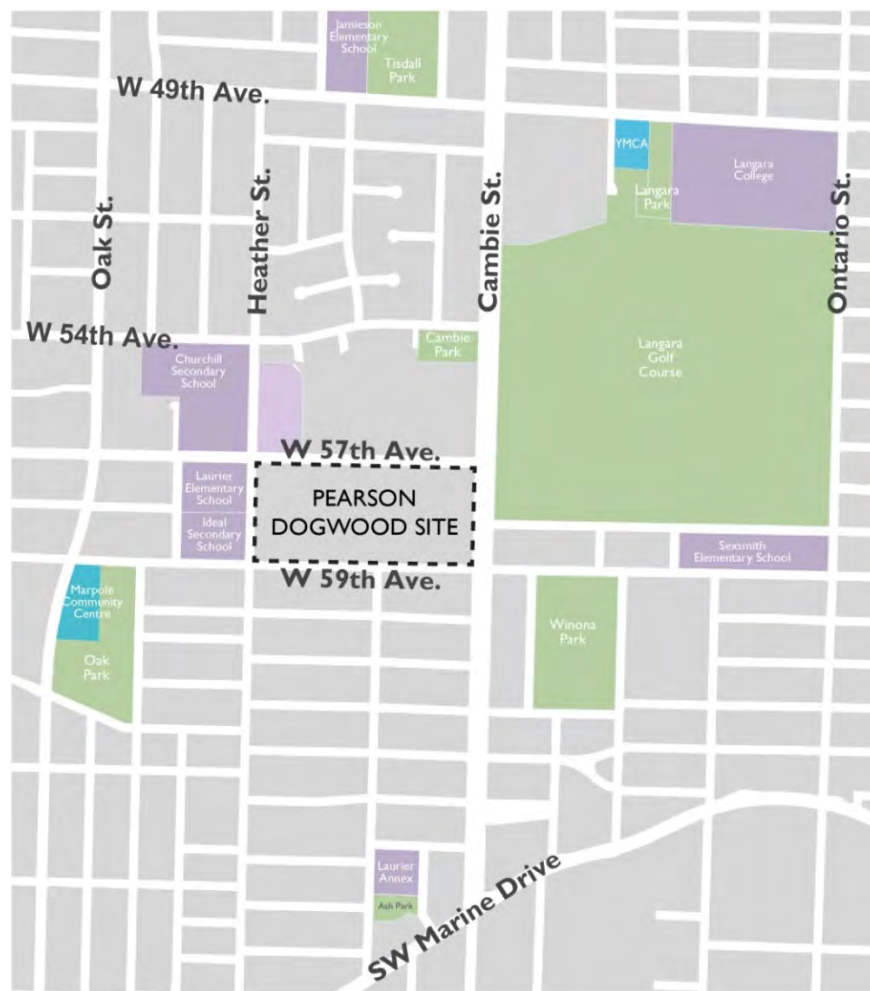 Jamieson
Elementary
School
Tisdall
Park
W 49th Ave.
YMCA
Langara
College
Langara
Park
Oak St.
Heather St.
Cambie St.
Ontario St.
W 54th Ave.
Cambie
Park
Langara
Golf
Course
Churchill
Secondary
School
W 57th Ave.
Laurier
Elementary
School
PEARSON
DOGWOOD SITE
Ideal
Secondary
School
Sexsmith
Elementary School
W 59th Ave.
Marpole
Community
Centre
Winona
Park
Oak
Park
Laurier
Annex
Ash Park
SW Marine Drive